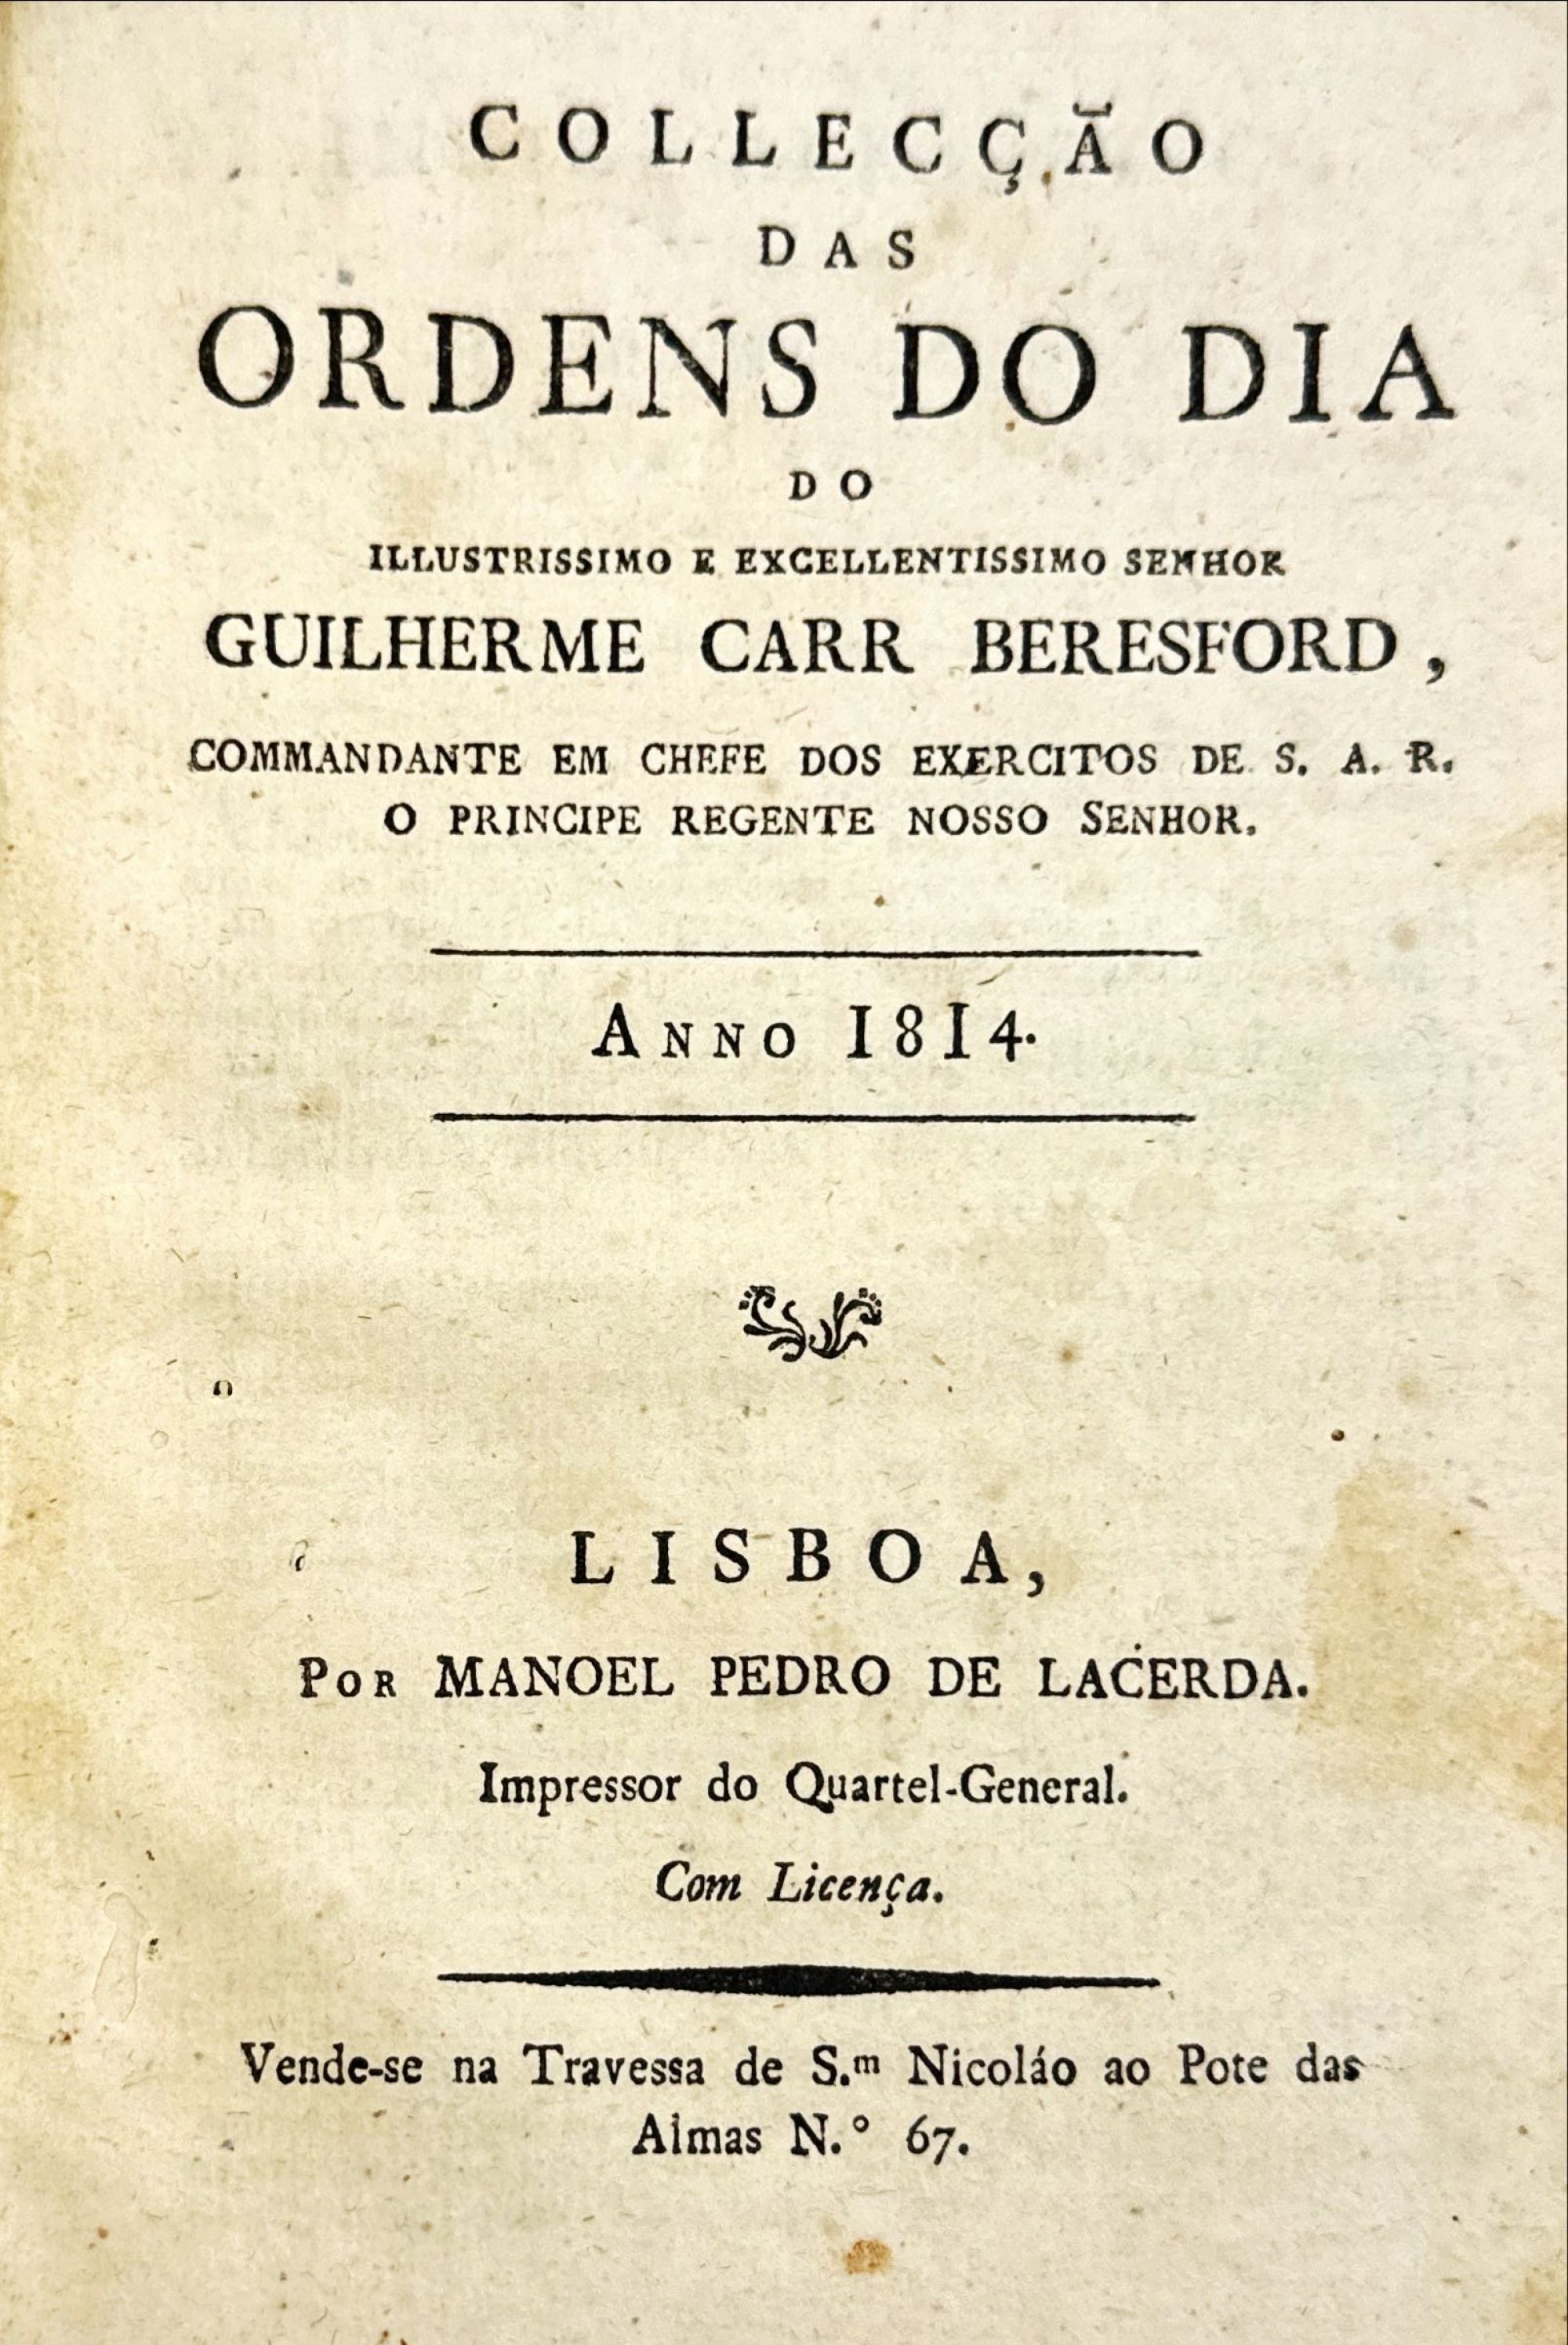 COLLECÇÃO
DAS
ORDENS DO DIA
DO
ILLUSTRISSIMO E EXCELLENTISSIMO SENHOR
GUILHERME CARR BERESFORD,
COMMANDANTE EM CHEFE DOS EXERCITOS DE S. A. R.
O PRINCIPE REGENTE NOSSO SENHOR.
ANNO 1814.
LISBOA,
POR MANOEL PEDRO DE LACERDA.
Impressor do Quartel-General.
Com Licença.
Vende-se na Travessa de S.m Nicoláo ao Pote das
Almas N.° 67.